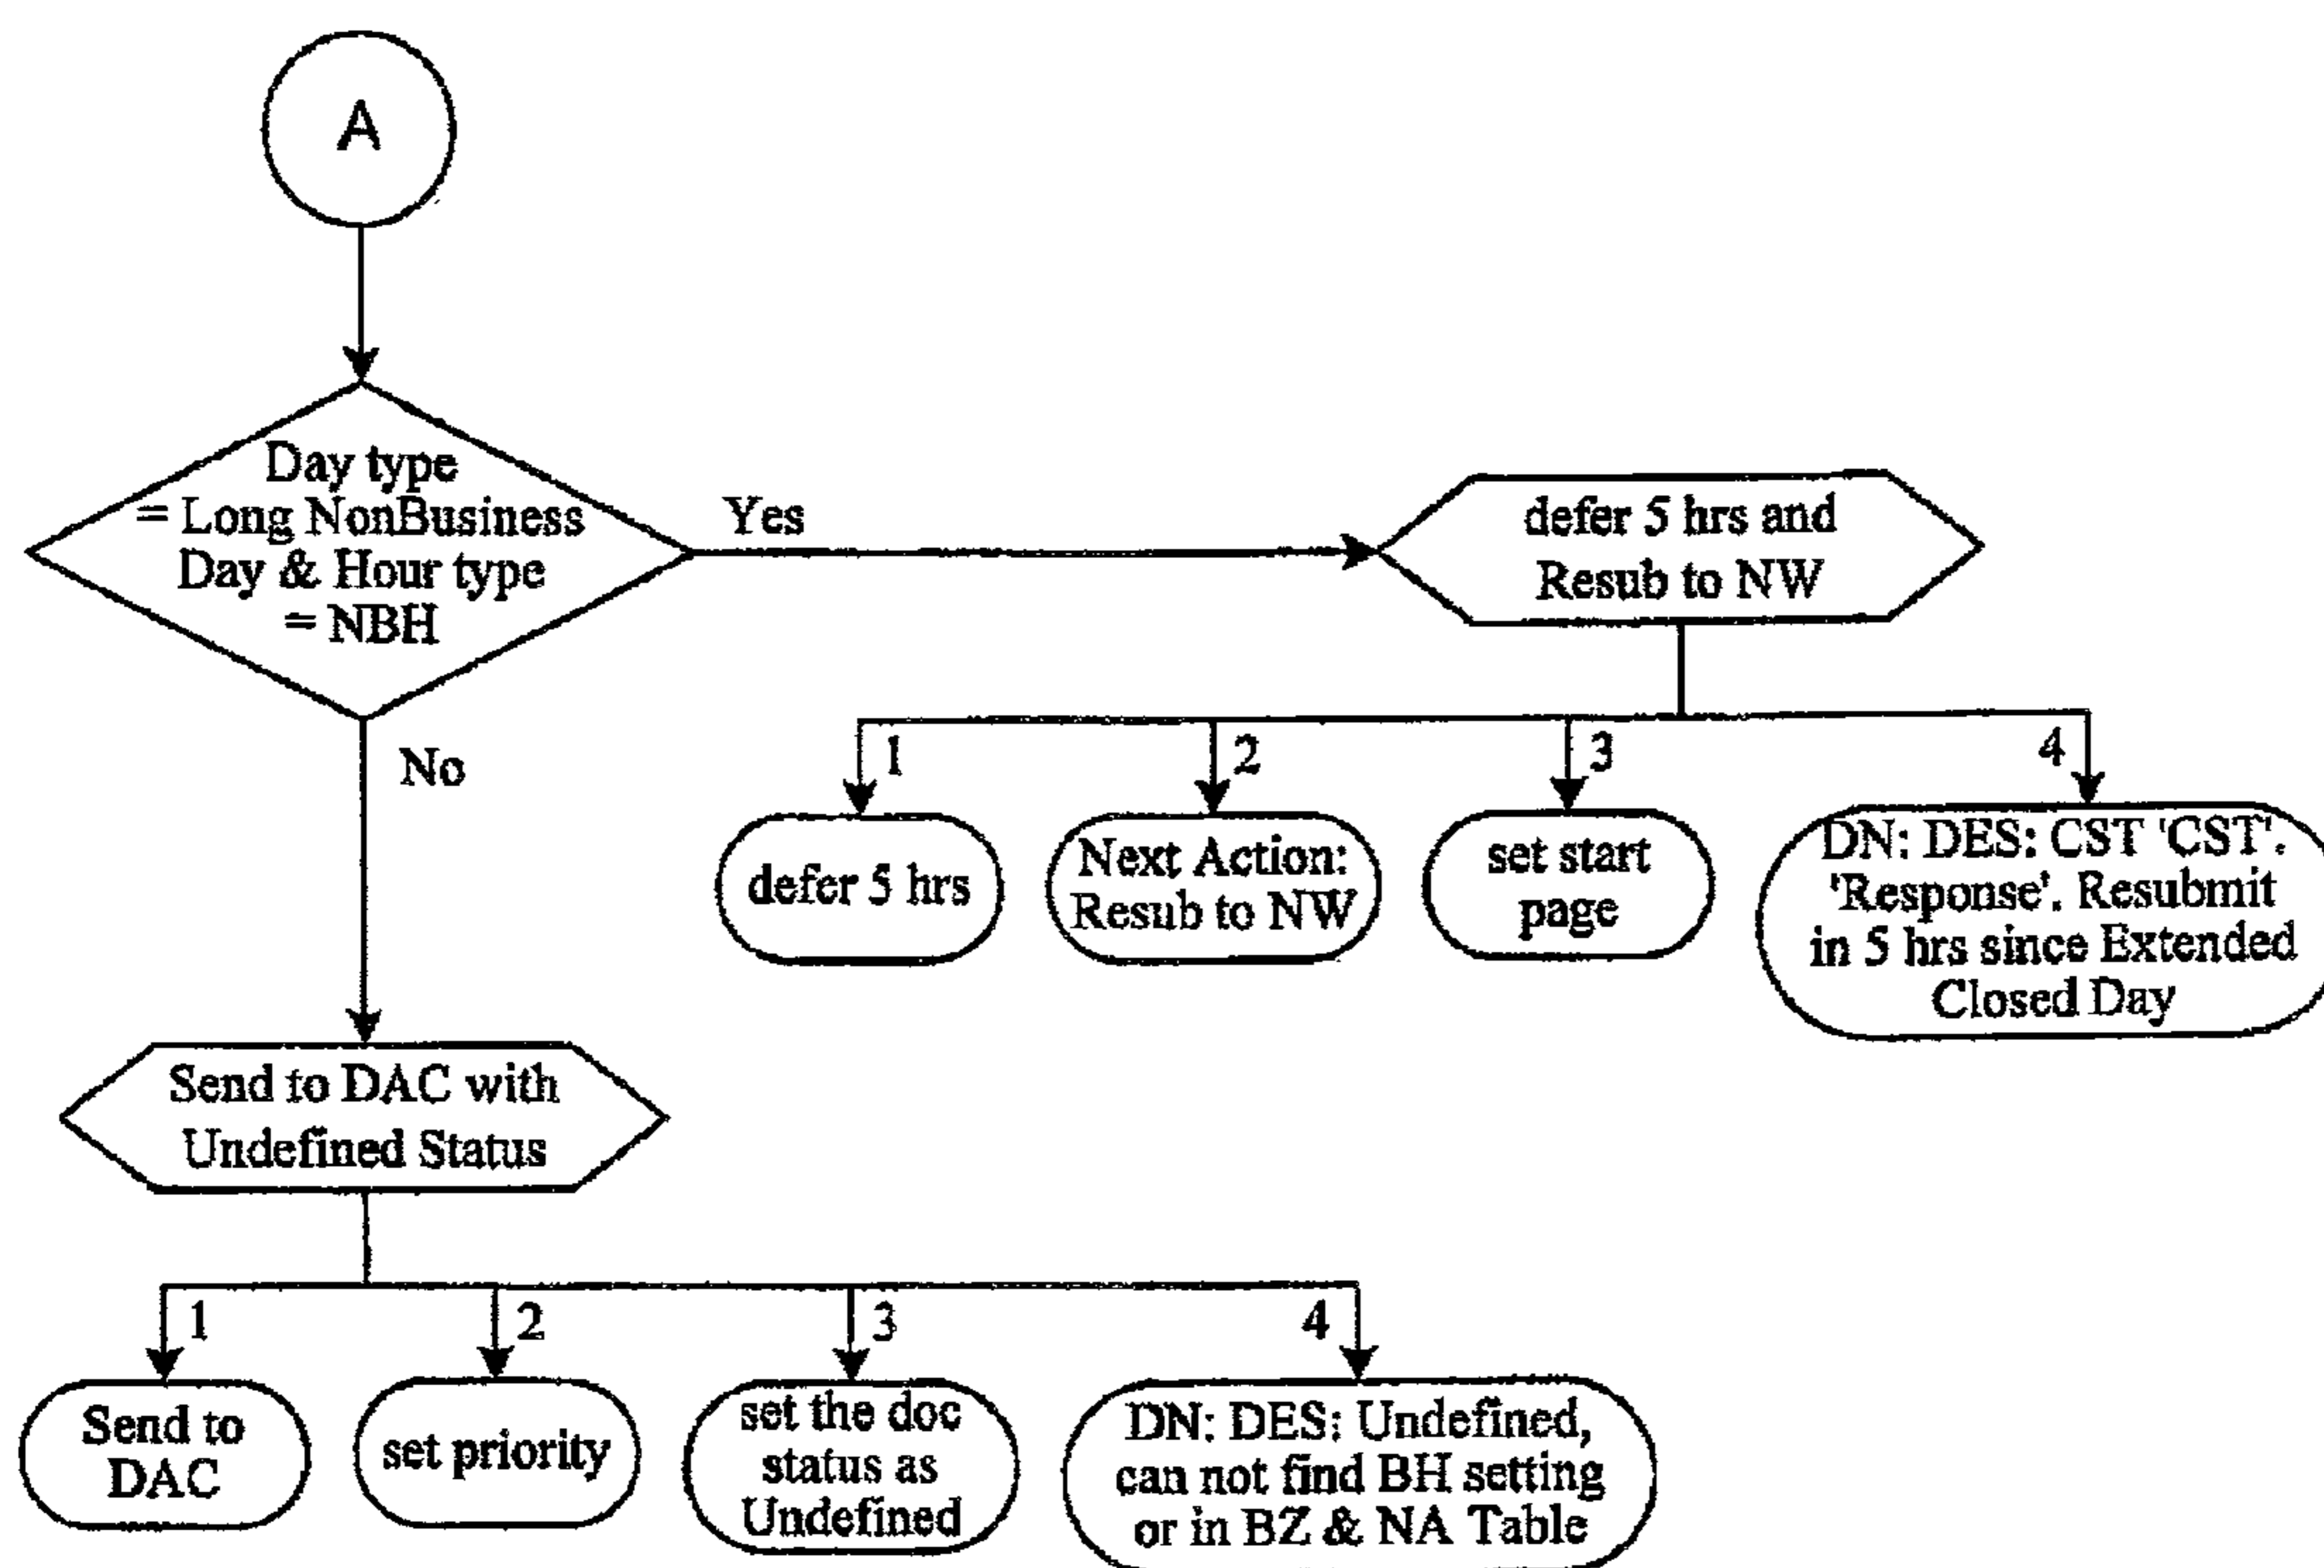 A
Day type
= Long NonBusiness
Day & Hour type
= NBH
Yes
defer 5 hrs and
Resub to NW
No
1
2
3
4
defer 5 hrs
Next Action:
Resub to NW
set start
page
DN: DES: CST 'CST'.
'Response'. Resubmit
in 5 hrs since Extended
Closed Day
Send to DAC with
Undefined Status
1
2
3
4
Send to
DAC
set priority
set the doc
status as
Undefined
DN: DES: Undefined,
can not find BH setting
or in BZ & NA Table